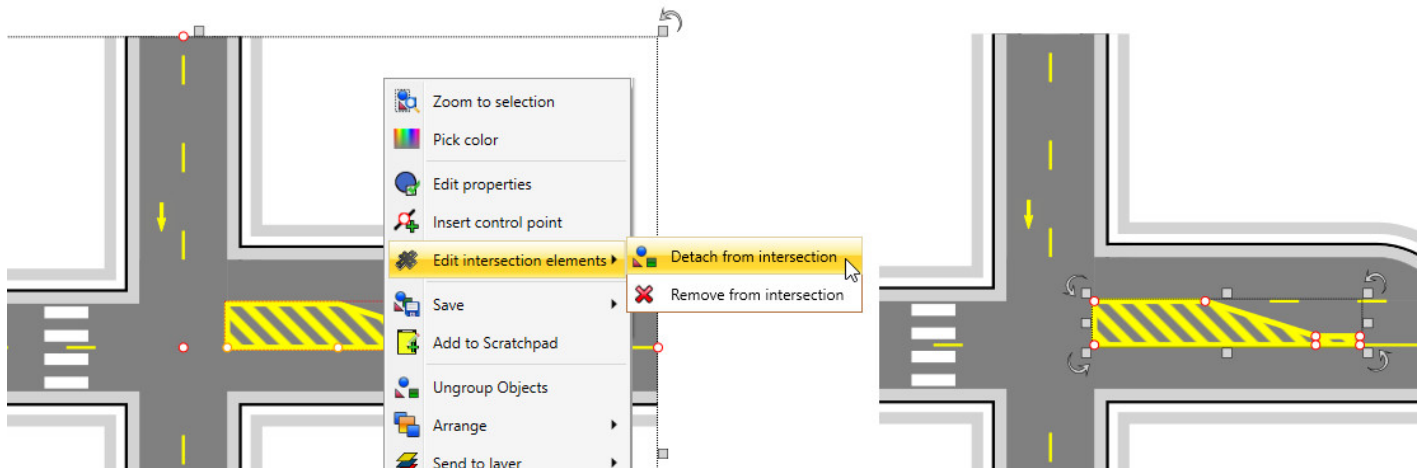 Zoom to selection
Pick color
Edit properties
Insert control point
Edit intersection elements
Detach from intersection
Remove from intersection
Save
Add to Scratchpad
Ungroup Objects
Arrange
Send to layer